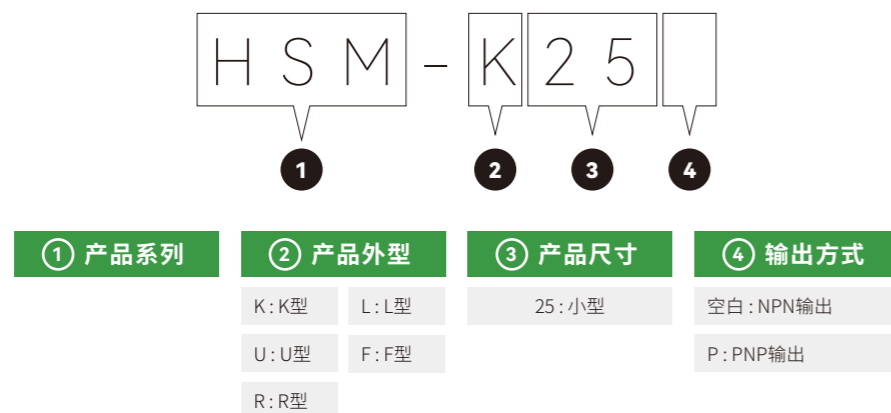 HSM-K25
1 2 3 4
① 产品系列 ② 产品外型 ③ 产品尺寸 ④ 输出方式
K : K型 L : L型 25 : 小型 空白 : NPN输出
U : U型 F : F型 P : PNP输出
R : R型